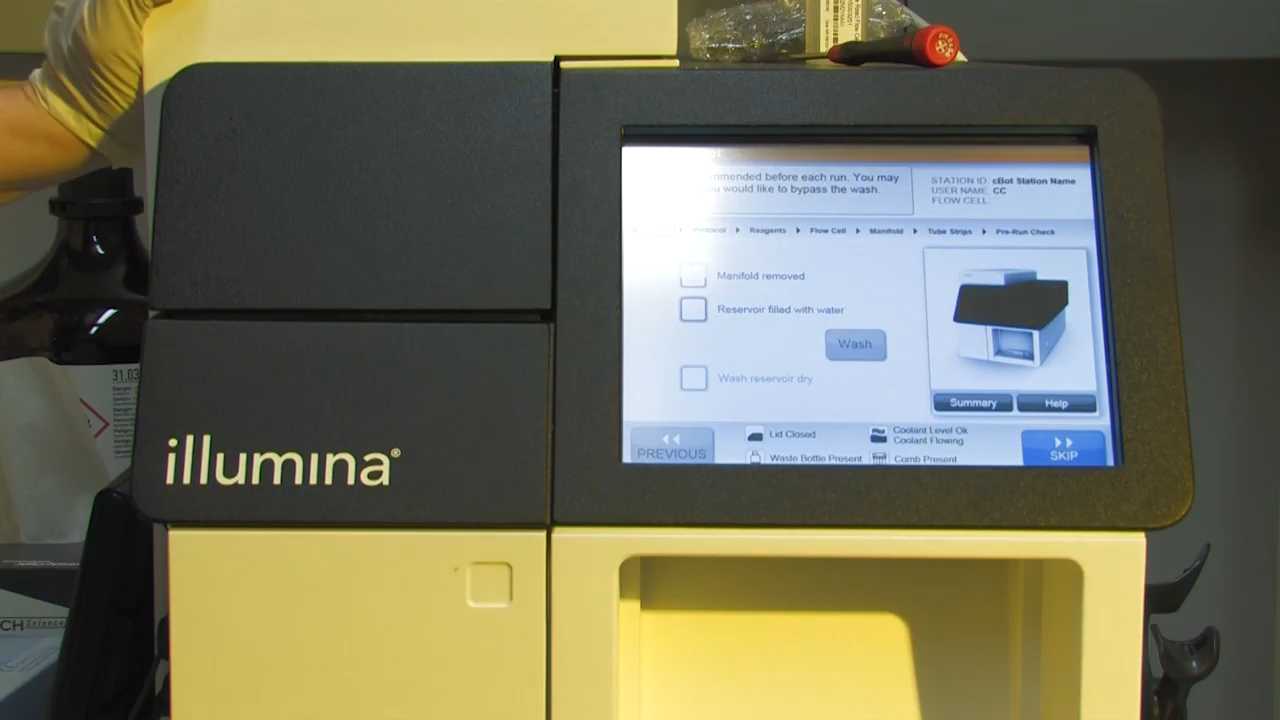 mmended before each run. You may
u would like to bypass the wash.
STATION ID: cBot Station Name
USER NAME: CC
FLOW CELL:
Protocol Reagents Flow Cell Manifold Tube Strips Pre-Run Check
Manifold removed
Reservoir filled with water
Wash
Wash reservoir dry
Summary Help
PREVIOUS
Lid Closed
Waste Bottle Present
Coolant Level Ok
Coolant Flowing
Comb Present
SKIP
illumina®
31.03
CH Science